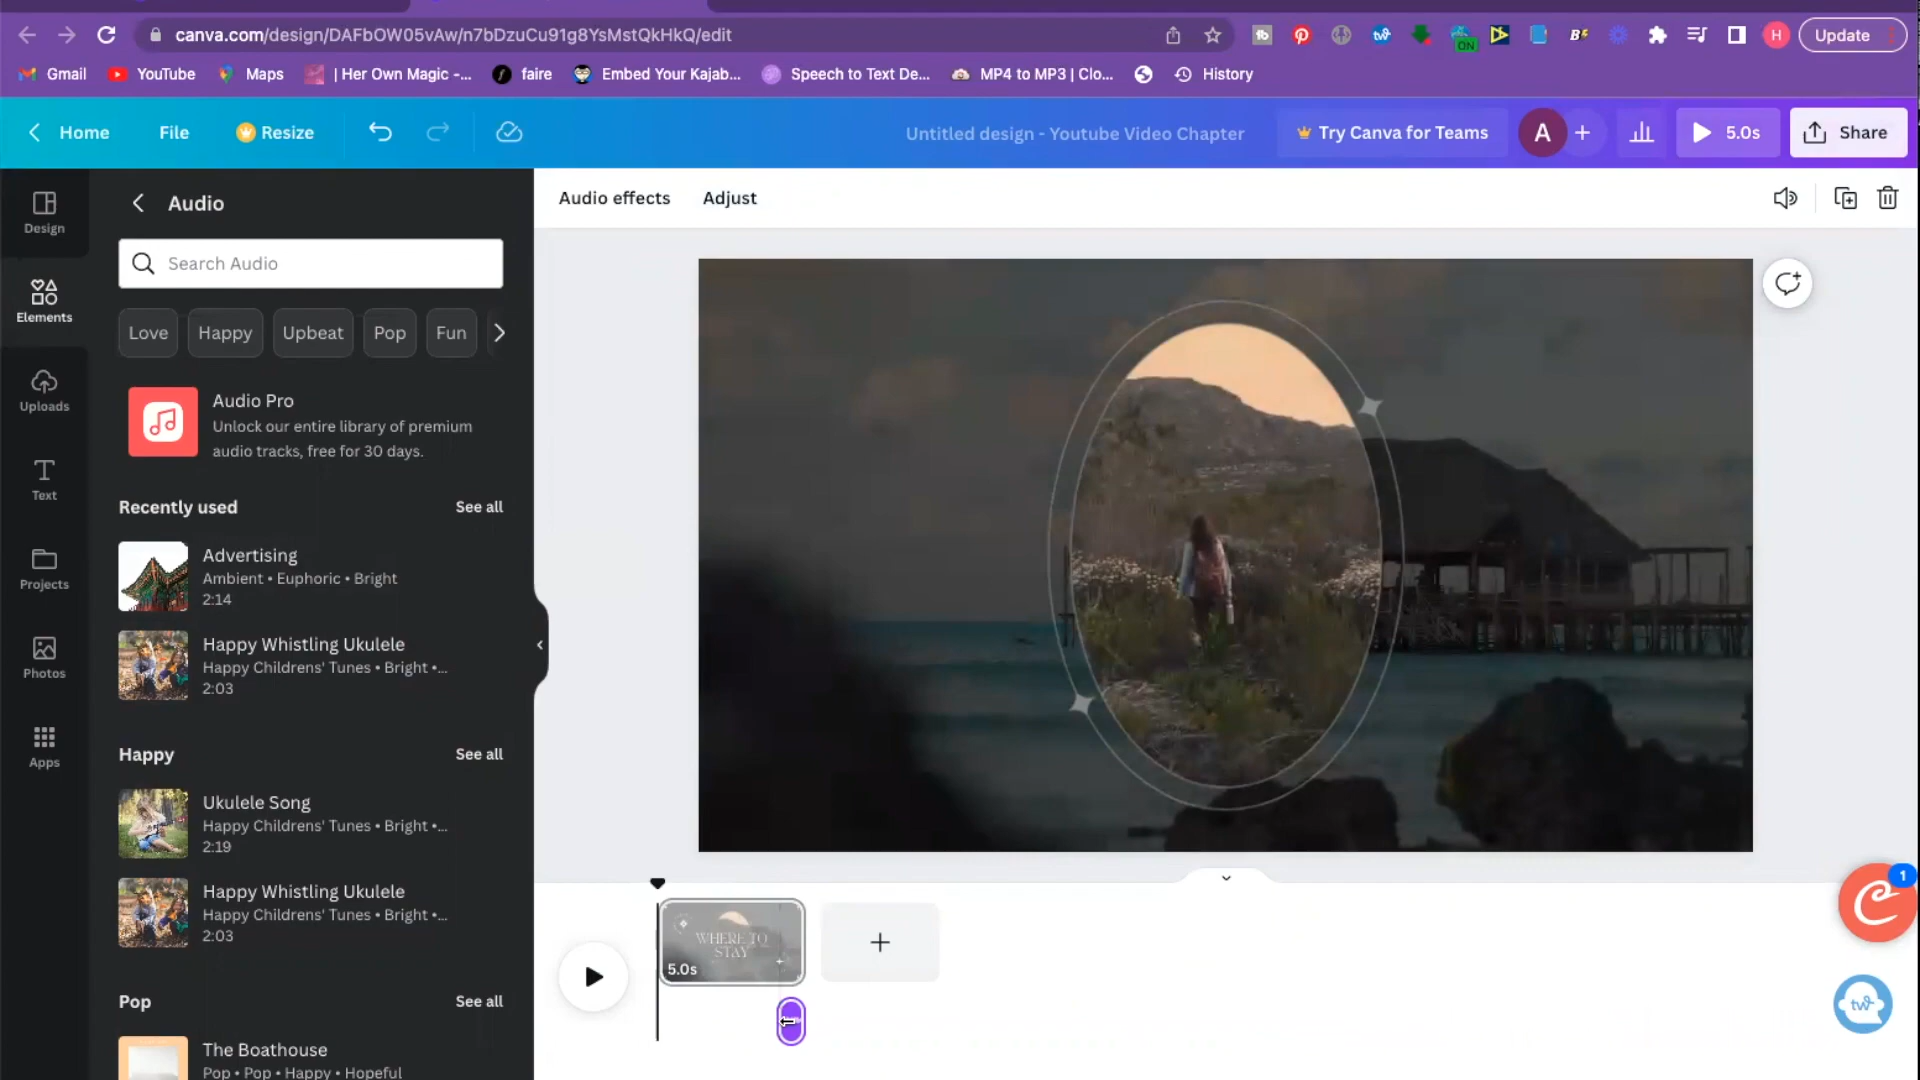 canva.com/design/DAFbOW05vAw/n7bDzuCu91g8YsMstQkHkQ/edit
ON
H
Update
Gmail
YouTube
Maps
| Her Own Magic -...
faire
Embed Your Kajab...
Speech to Text De...
MP4 to MP3 | Clo...
History
Home
File
Resize
Untitled design - Youtube Video Chapter
Try Canva for Teams
A
+
5.0s
Share
Design
Elements
Uploads
Text
Projects
Photos
Apps
Audio
Search Audio
Love
Happy
Upbeat
Pop
Fun
Audio Pro
Unlock our entire library of premium
audio tracks, free for 30 days.
Recently used
See all
Advertising
Ambient • Euphoric • Bright
2:14
Happy Whistling Ukulele
Happy Childrens' Tunes • Bright •...
2:03
Happy
See all
Ukulele Song
Happy Childrens' Tunes • Bright •...
2:19
Happy Whistling Ukulele
Happy Childrens' Tunes • Bright •...
2:03
Pop
See all
The Boathouse
Pop • Pop • Happy • Hopeful
Audio effects
Adjust
WHERE TO
STAY
5.0s
+
1
tw